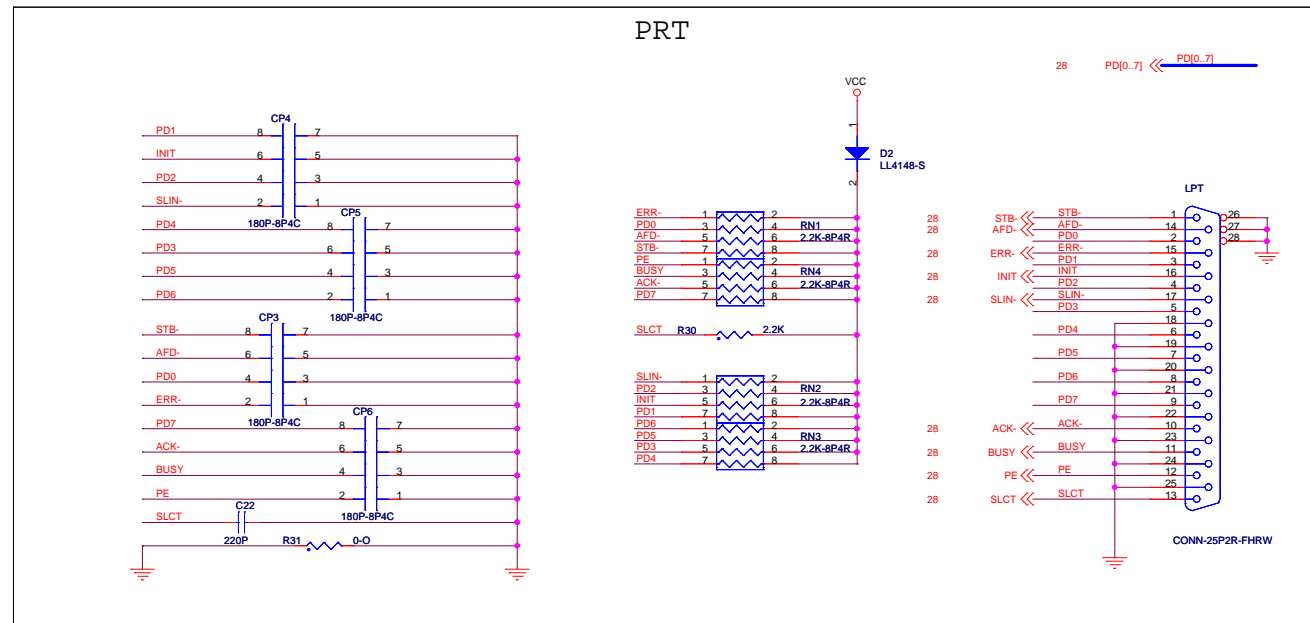 PRT
28 PD[0..7] PD[0..7]
VCC
CP4
PD1 8 7
INIT 6 5
PD2 4 3
SLIN- 2 1
180P-8P4C
CP5
PD4 8 7
PD3 6 5
PD5 4 3
PD6 2 1
180P-8P4C
CP3
STB- 8 7
AFD- 6 5
PD0 4 3
ERR- 2 1
180P-8P4C
CP6
PD7 8 7
ACK- 6 5
BUSY 4 3
PE 2 1
180P-8P4C
C22
SLCT
220P
R31 0-O
1
D2
LL4148-S
2
ERR- 1 2
PD0 3 4 RN1
AFD- 5 6 2.2K-8P4R
STB- 7 8
PE 1 2
BUSY 3 4 RN4
ACK- 5 6 2.2K-8P4R
PD7 7 8
SLCT R30 2.2K
SLIN- 1 2
PD2 3 4 RN2
INIT 5 6 2.2K-8P4R
PD1 7 8
PD6 1 2
PD5 3 4 RN3
PD3 5 6 2.2K-8P4R
PD4 7 8
LPT
28 STB- STB- 1 26
28 AFD- AFD- 14 27
PD0 2 28
28 ERR- ERR- 15
PD1 3
28 INIT INIT 16
PD2 4
28 SLIN- SLIN- 17
PD3 5
18
PD4 6
19
PD5 7
20
PD6 8
21
PD7 9
22
28 ACK- ACK- 10
23
28 BUSY BUSY 11
24
28 PE PE 12
25
28 SLCT SLCT 13
CONN-25P2R-FHRW